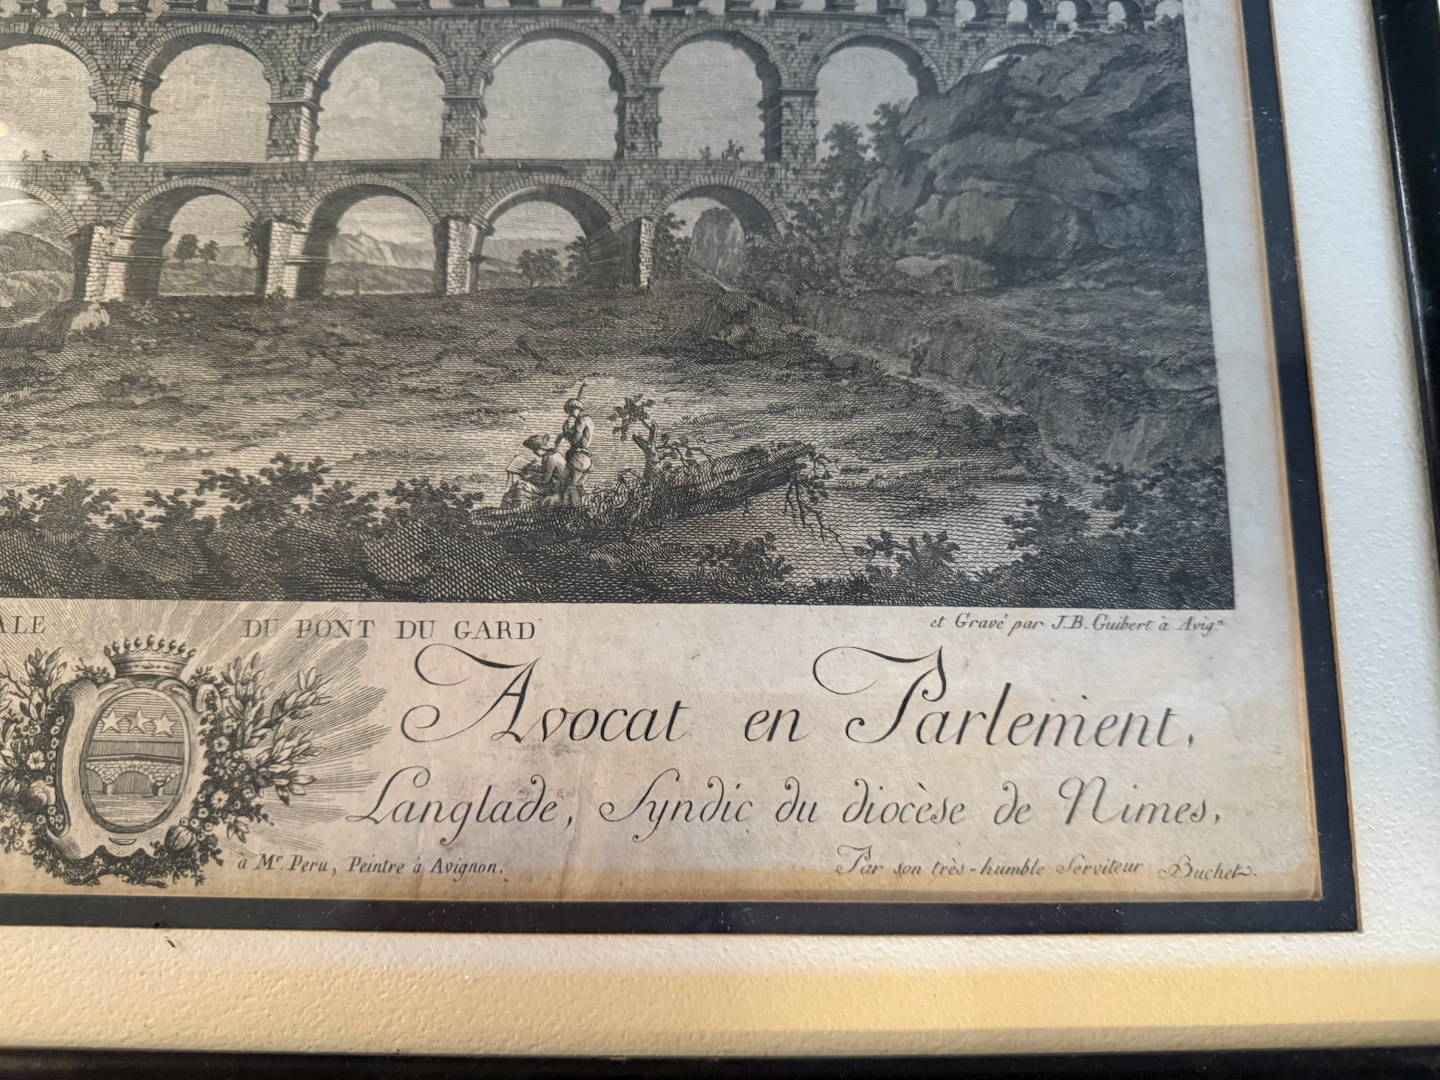 ALE DU PONT DU GARD
et Gravé par J.B. Guibert à Avig.n
Avocat en Parlement,
Langlade, Syndic du diocèse de Nimes,
a Mr. Peru, Peintre à Avignon.
Par son très-humble Serviteur Buchet.